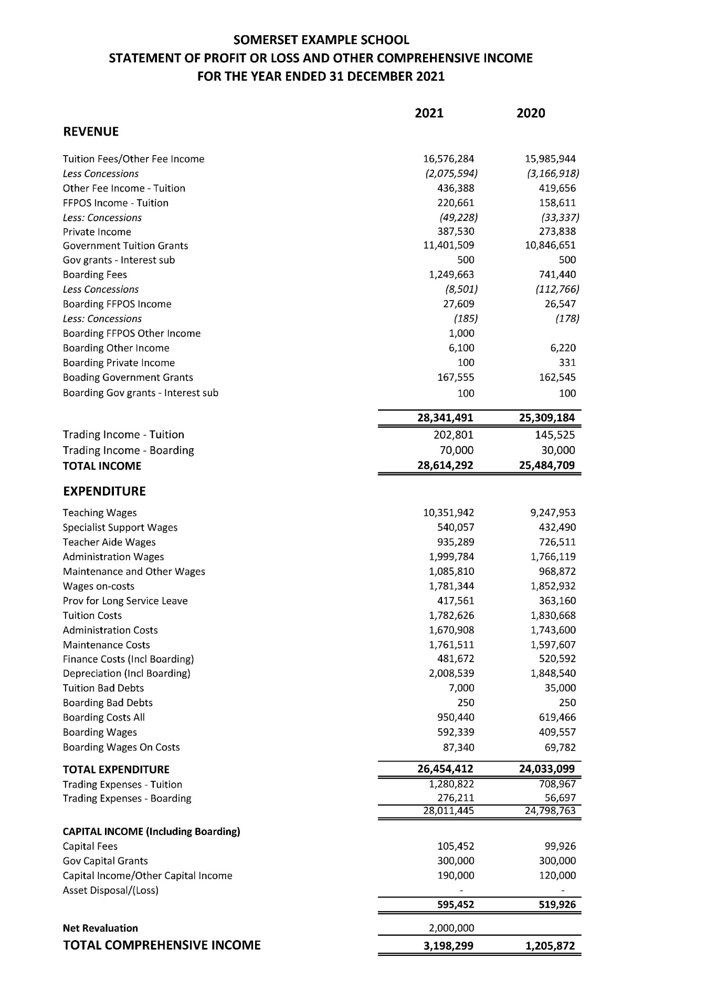 SOMERSET EXAMPLE SCHOOL
STATEMENT OF PROFIT OR LOSS AND OTHER COMPREHENSIVE INCOME
FOR THE YEAR ENDED 31 DECEMBER 2021
2021 2020
REVENUE
Tuition Fees/Other Fee Income 16,576,284 15,985,944
Less Concessions (2,075,594) (3,166,918)
Other Fee Income - Tuition 436,388 419,656
FFPOS Income - Tuition 220,661 158,611
Less: Concessions (49,228) (33,337)
Private Income 387,530 273,838
Government Tuition Grants 11,401,509 10,846,651
Gov grants - Interest sub 500 500
Boarding Fees 1,249,663 741,440
Less Concessions (8,501) (112,766)
Boarding FFPOS Income 27,609 26,547
Less: Concessions (185) (178)
Boarding FFPOS Other Income 1,000
Boarding Other Income 6,100 6,220
Boarding Private Income 100 331
Boading Government Grants 167,555 162,545
Boarding Gov grants - Interest sub 100 100
28,341,491 25,309,184
Trading Income - Tuition 202,801 145,525
Trading Income - Boarding 70,000 30,000
TOTAL INCOME 28,614,292 25,484,709
EXPENDITURE
Teaching Wages 10,351,942 9,247,953
Specialist Support Wages 540,057 432,490
Teacher Aide Wages 935,289 726,511
Administration Wages 1,999,784 1,766,119
Maintenance and Other Wages 1,085,810 968,872
Wages on-costs 1,781,344 1,852,932
Prov for Long Service Leave 417,561 363,160
Tuition Costs 1,782,626 1,830,668
Administration Costs 1,670,908 1,743,600
Maintenance Costs 1,761,511 1,597,607
Finance Costs (Incl Boarding) 481,672 520,592
Depreciation (Incl Boarding) 2,008,539 1,848,540
Tuition Bad Debts 7,000 35,000
Boarding Bad Debts 250 250
Boarding Costs All 950,440 619,466
Boarding Wages 592,339 409,557
Boarding Wages On Costs 87,340 69,782
TOTAL EXPENDITURE 26,454,412 24,033,099
Trading Expenses - Tuition 1,280,822 708,967
Trading Expenses - Boarding 276,211 56,697
28,011,445 24,798,763
CAPITAL INCOME (Including Boarding)
Capital Fees 105,452 99,926
Gov Capital Grants 300,000 300,000
Capital Income/Other Capital Income 190,000 120,000
Asset Disposal/(Loss) - -
595,452 519,926
Net Revaluation 2,000,000
TOTAL COMPREHENSIVE INCOME 3,198,299 1,205,872